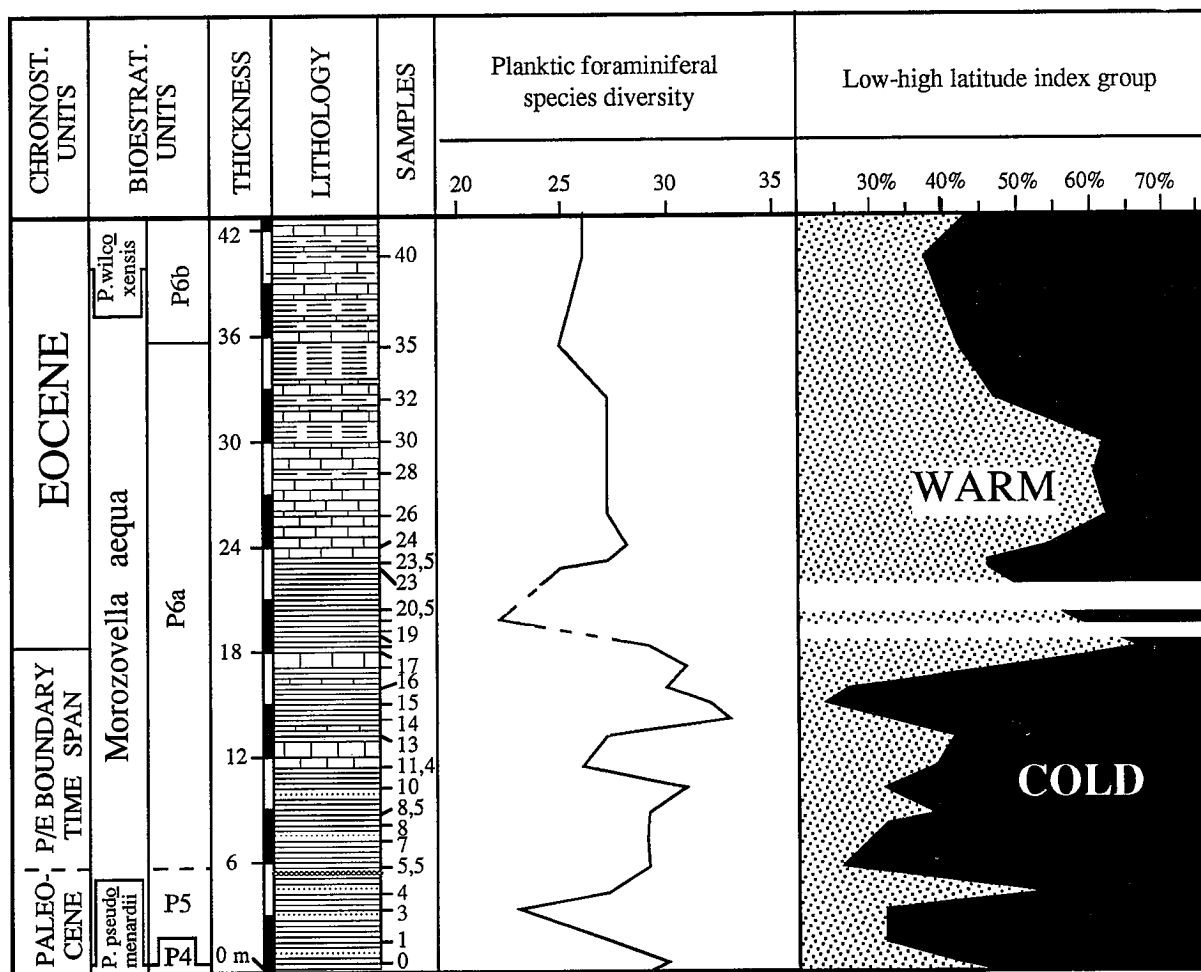 CHRONOST.
UNITS
BIOESTRAT.
UNITS
THICKNESS
LITHOLOGY
SAMPLES
Planktic foraminiferal
species diversity
Low-high latitude index group
20 25 30 35
30% 40% 50% 60% 70%
EOCENE
P/E BOUNDARY
TIME SPAN
PALEO-
CENE
P. wilco
xensis
Morozovella aequa
P. pseudo
menardii
P6b
P6a
P5
P4
42
36
30
24
18
12
6
0 m
40
35
32
30
28
26
24
23,5
23
20,5
19
17
16
15
14
13
11,4
10
8,5
8
7
5,5
4
3
1
0
WARM
COLD